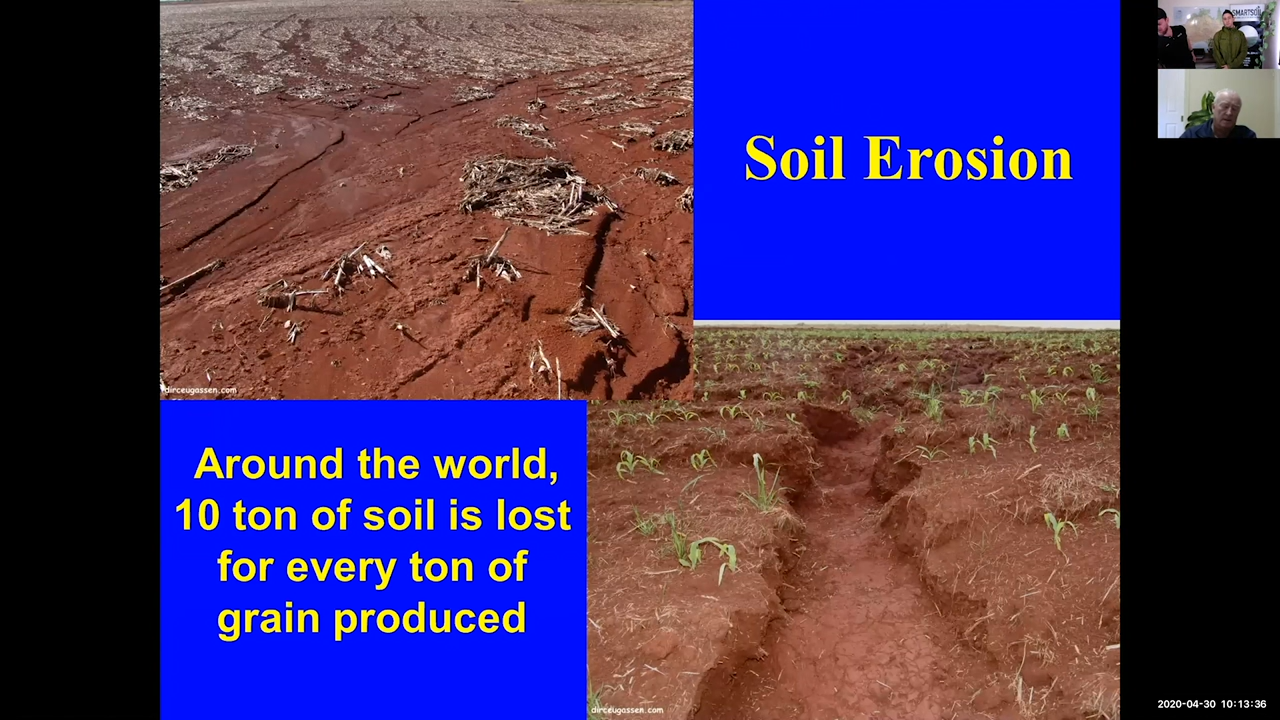 SMARTSOIL
Soil Erosion
dirceugassen.com
Around the world,
10 ton of soil is lost
for every ton of
grain produced
dirceugassen.com
2020-04-30 10:13:36